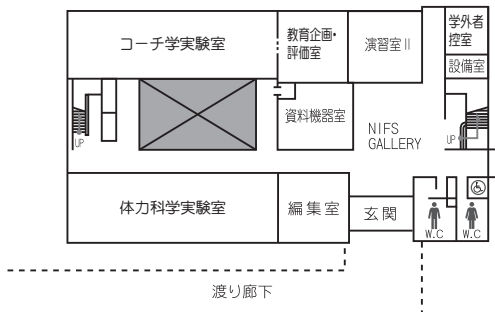 コーチ学実験室
教育企画・
評価室
演習室Ⅱ
学外者
控室
設備室
資料機器室
NIFS
GALLERY
UP
UP
体力科学実験室
編集室
玄関
W.C
W.C
渡り廊下